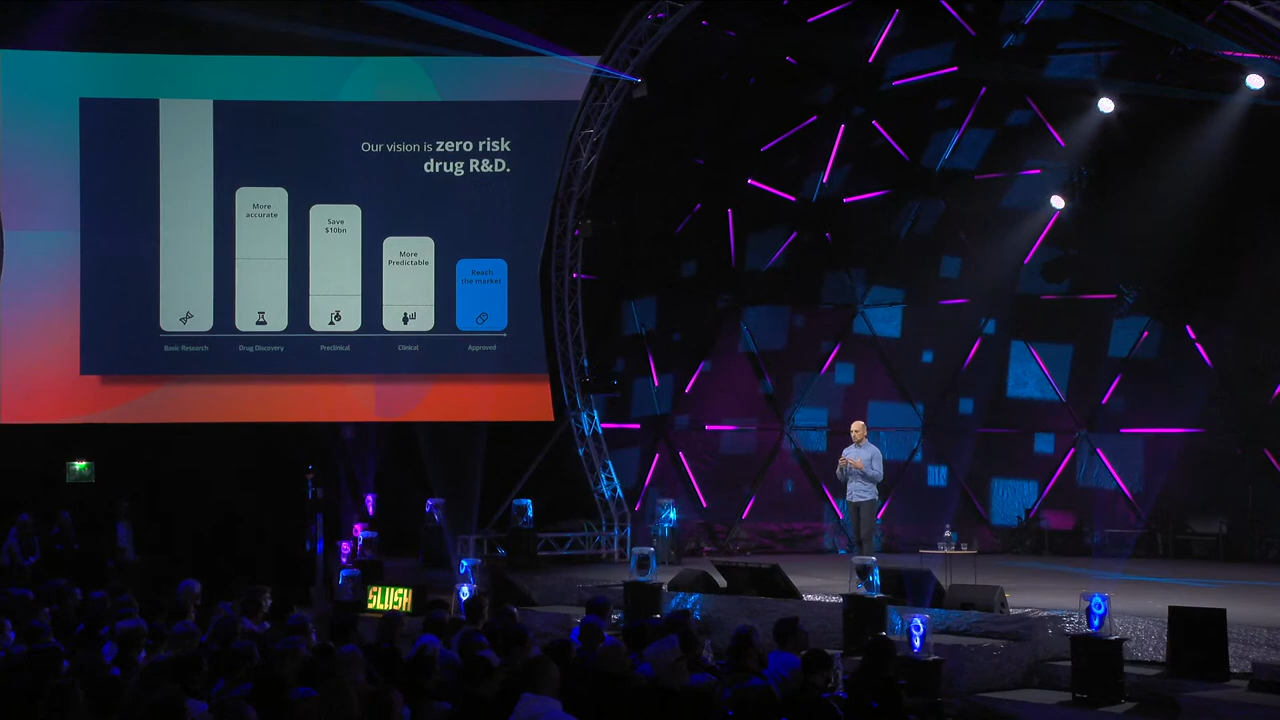 Our vision is zero risk
drug R&D.
More
accurate
Save
$10bn
More
Predictable
Reach
the market
Basic Research
Drug Discovery
Preclinical
Clinical
Approved
SLUSH